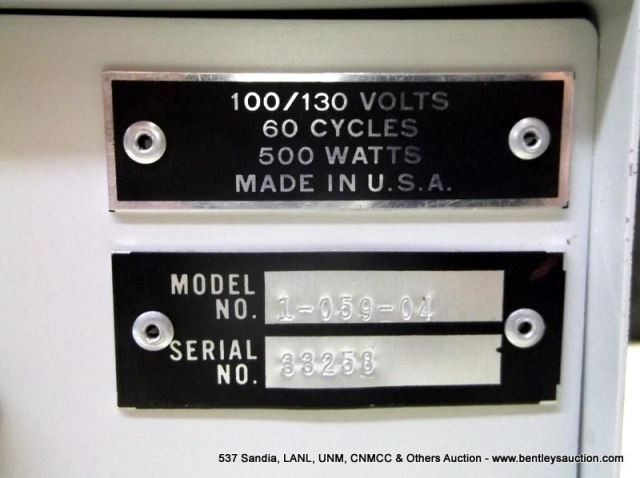 100/130 VOLTS
60 CYCLES
500 WATTS
MADE IN U.S.A.
MODEL NO. 1-059-04
SERIAL NO. 33258
537 Sandia, LANL, UNM, CNMCC & Others Auction - www.bentleysauction.com